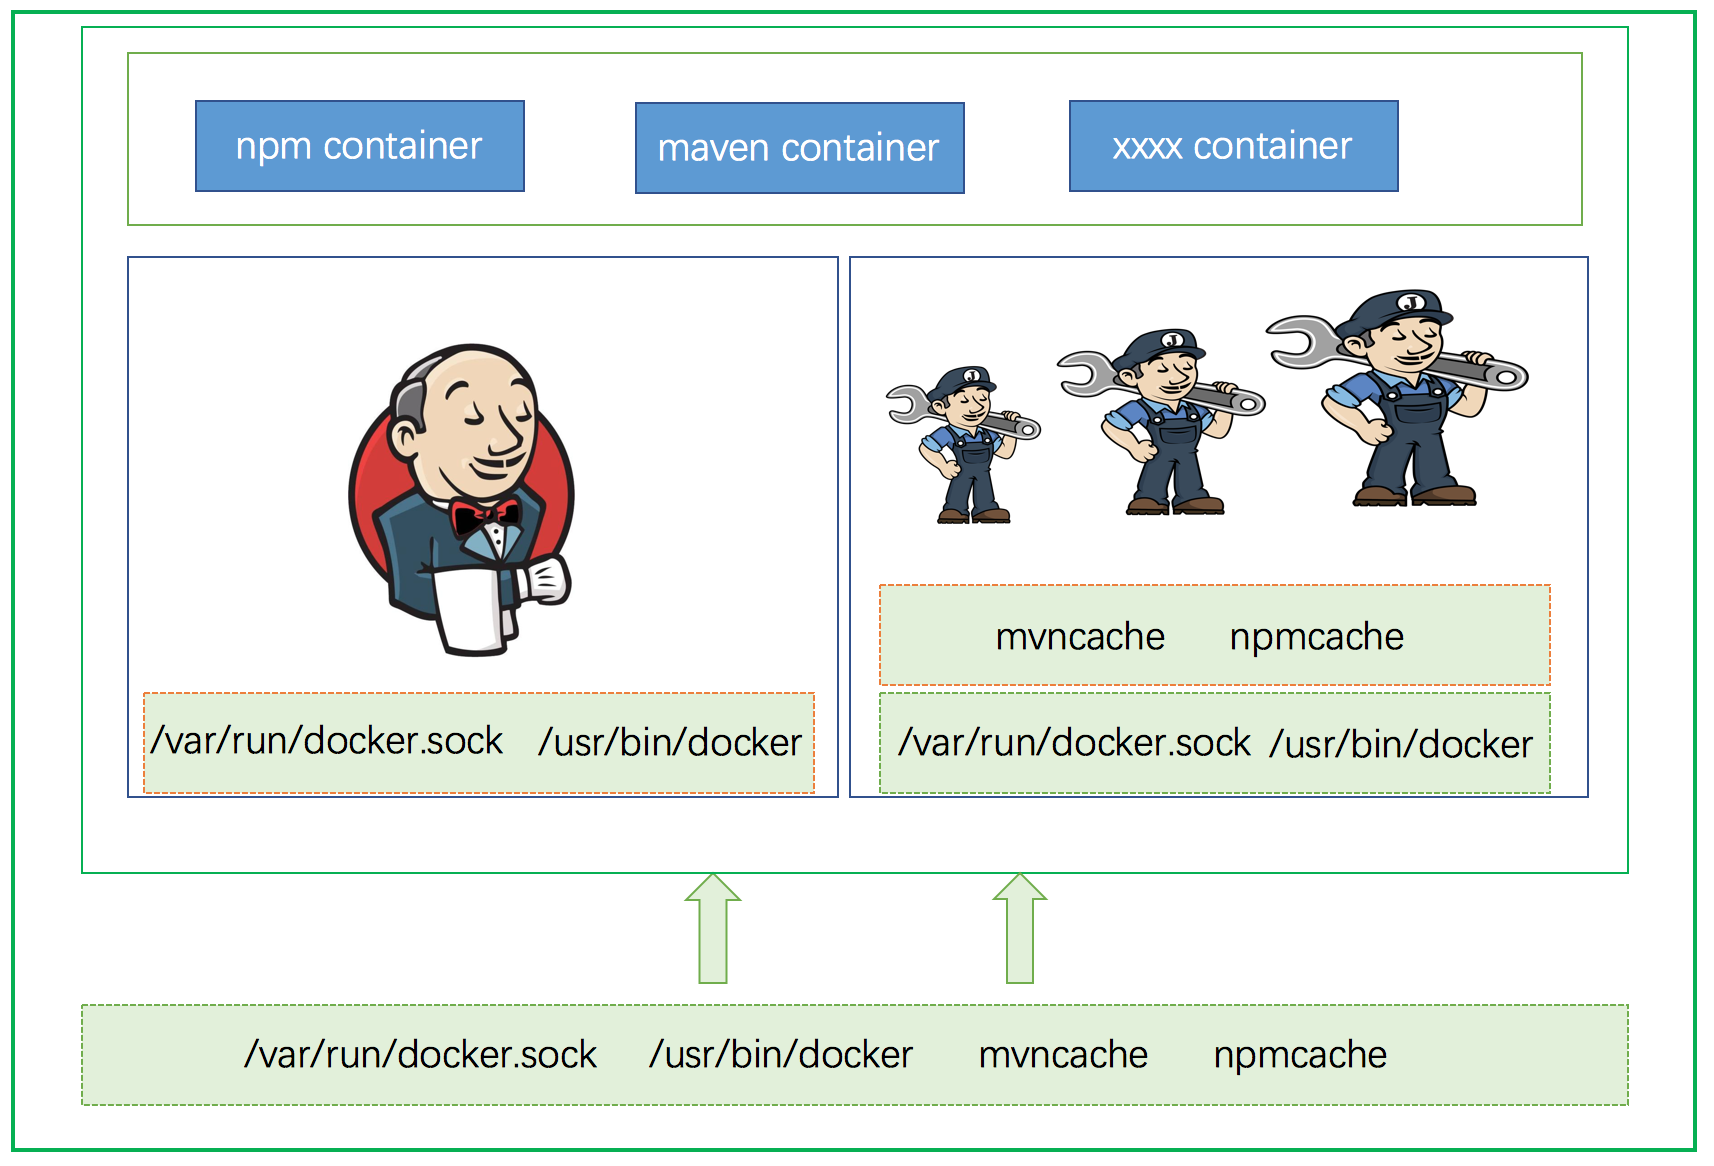 npm container
maven container
xxxx container
J
J
J
mvncache npmcache
/var/run/docker.sock /usr/bin/docker
/var/run/docker.sock /usr/bin/docker
/var/run/docker.sock /usr/bin/docker mvncache npmcache